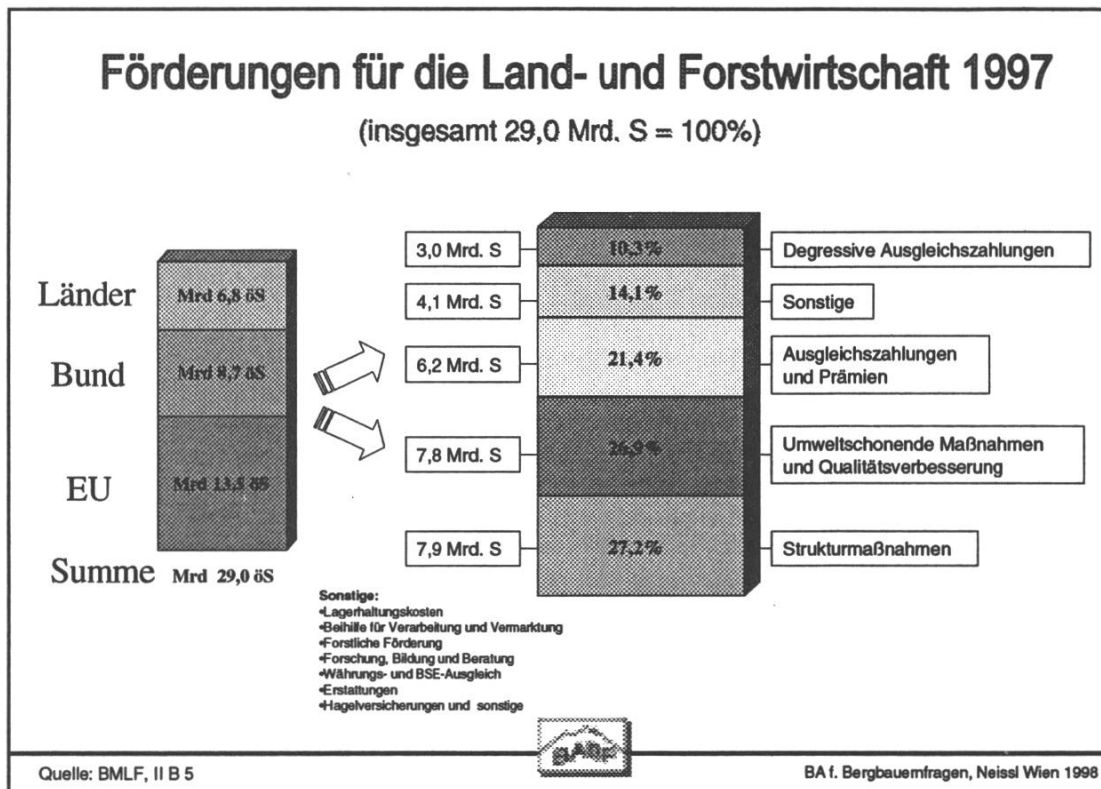 Förderungen für die Land- und Forstwirtschaft 1997
(insgesamt 29,0 Mrd. S = 100%)
Länder
Mrd 6,8 öS
Bund
Mrd 8,7 öS
EU
Mrd 13,5 öS
Summe
Mrd 29,0 öS
3,0 Mrd. S
10,3%
Degressive Ausgleichszahlungen
4,1 Mrd. S
14,1%
Sonstige
6,2 Mrd. S
21,4%
Ausgleichszahlungen
und Prämien
7,8 Mrd. S
26,9%
Umweltschonende Maßnahmen
und Qualitätsverbesserung
7,9 Mrd. S
27,2%
Strukturmaßnahmen
Sonstige:
•Lagerhaltungskosten
•Beihilfe für Verarbeitung und Vermarktung
•Forstliche Förderung
•Forschung, Bildung und Beratung
•Währungs- und BSE-Ausgleich
•Erstattungen
•Hagelversicherungen und sonstige
Quelle: BMLF, II B 5
BA f. Bergbauernfragen, Neissl Wien 1998